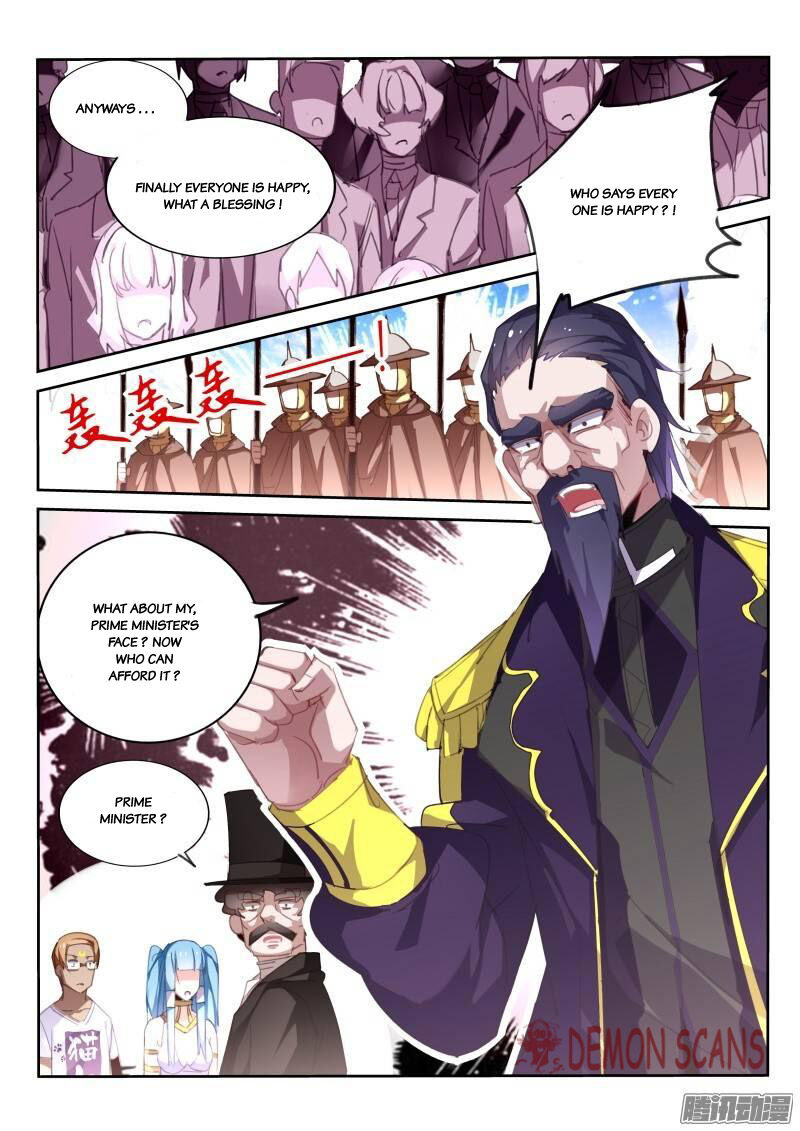 ANYWAYS . . .
FINALLY EVERYONE IS HAPPY,
WHAT A BLESSING !
WHO SAYS EVERY
ONE IS HAPPY ? !
轰轰轰——！
WHAT ABOUT MY,
PRIME MINISTER'S
FACE ? NOW
WHO CAN
AFFORD IT ?
PRIME
MINISTER ?
猫
DEMON SCANS
腾讯动漫